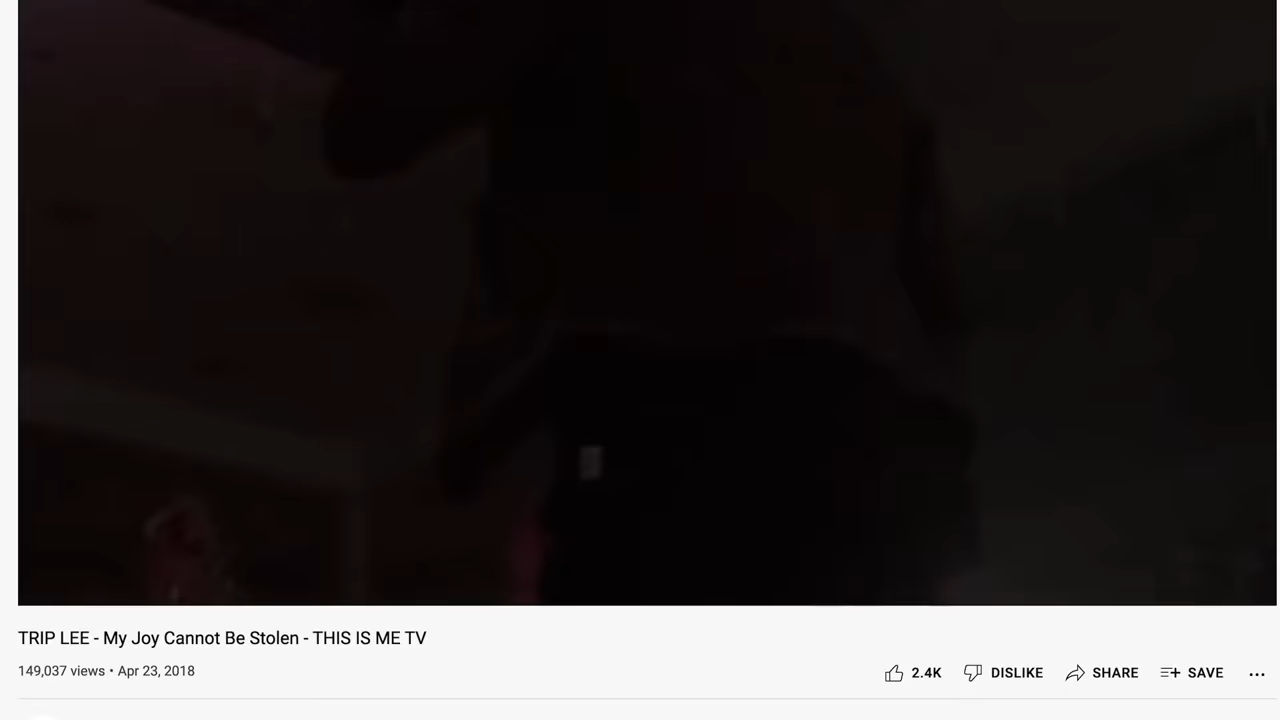 TRIP LEE - My Joy Cannot Be Stolen - THIS IS ME TV
149,037 views • Apr 23, 2018
2.4K DISLIKE SHARE SAVE ...